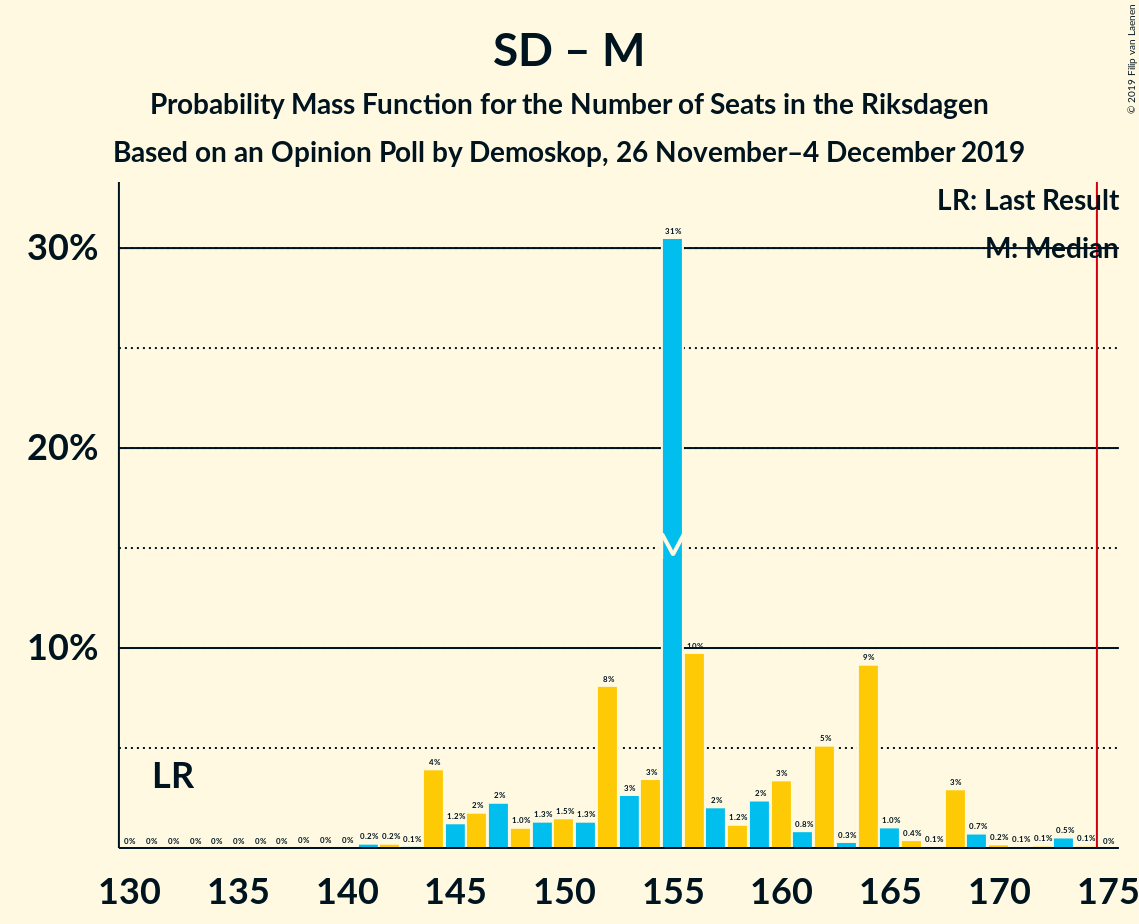 SD – M
Probability Mass Function for the Number of Seats in the Riksdagen
Based on an Opinion Poll by Demoskop, 26 November–4 December 2019
© 2019 Filip van Laenen
LR: Last Result
M: Median
30%
20%
10%
LR
0% 0% 0% 0% 0% 0% 0% 0% 0% 0% 0% 0.2% 0.2% 0.1% 4% 1.2% 2% 2% 1.0% 1.3% 1.5% 1.3% 8% 3% 3% 31% 10% 2% 1.2% 2% 3% 0.8% 5% 0.3% 9% 1.0% 0.4% 0.1% 3% 0.7% 0.2% 0.1% 0.1% 0.5% 0.1% 0%
130 135 140 145 150 155 160 165 170 175